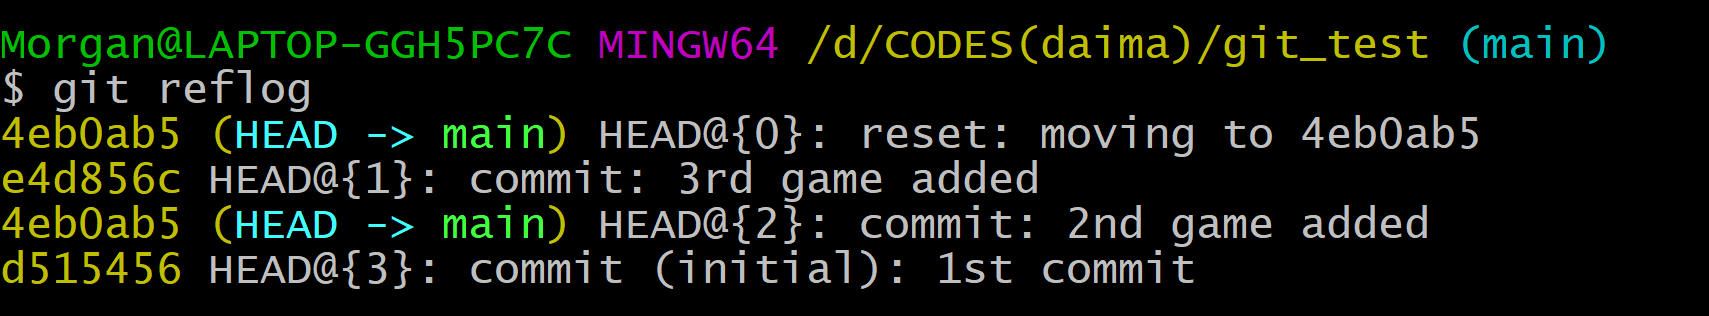 Morgan@LAPTOP-GGH5PC7C MINGW64 /d/CODES(daima)/git_test (main)
$ git reflog
4eb0ab5 (HEAD -> main) HEAD@{0}: reset: moving to 4eb0ab5
e4d856c HEAD@{1}: commit: 3rd game added
4eb0ab5 (HEAD -> main) HEAD@{2}: commit: 2nd game added
d515456 HEAD@{3}: commit (initial): 1st commit